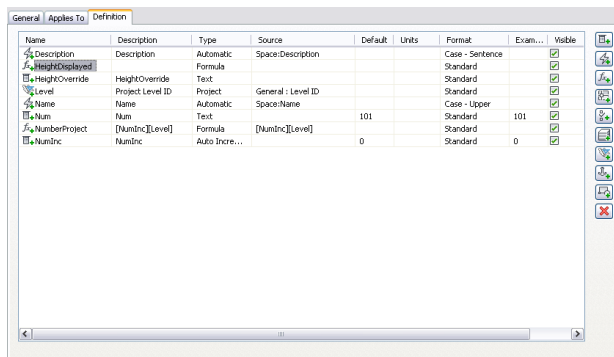 General Applies To Definition
Name Description Type Source Default Units Format Exam... Visible
Description Description Automatic Space:Description Case - Sentence
HeightDisplayed Formula Standard
HeightOverride HeightOverride Text Standard
Level Project Level ID Project General : Level ID Standard
Name Name Automatic Space:Name Case - Upper
Num Num Text 101 Standard 101
NumberProject [NumInc][Level] Formula [NumInc][Level] Standard
NumInc NumInc Auto Incre... 0 Standard 0